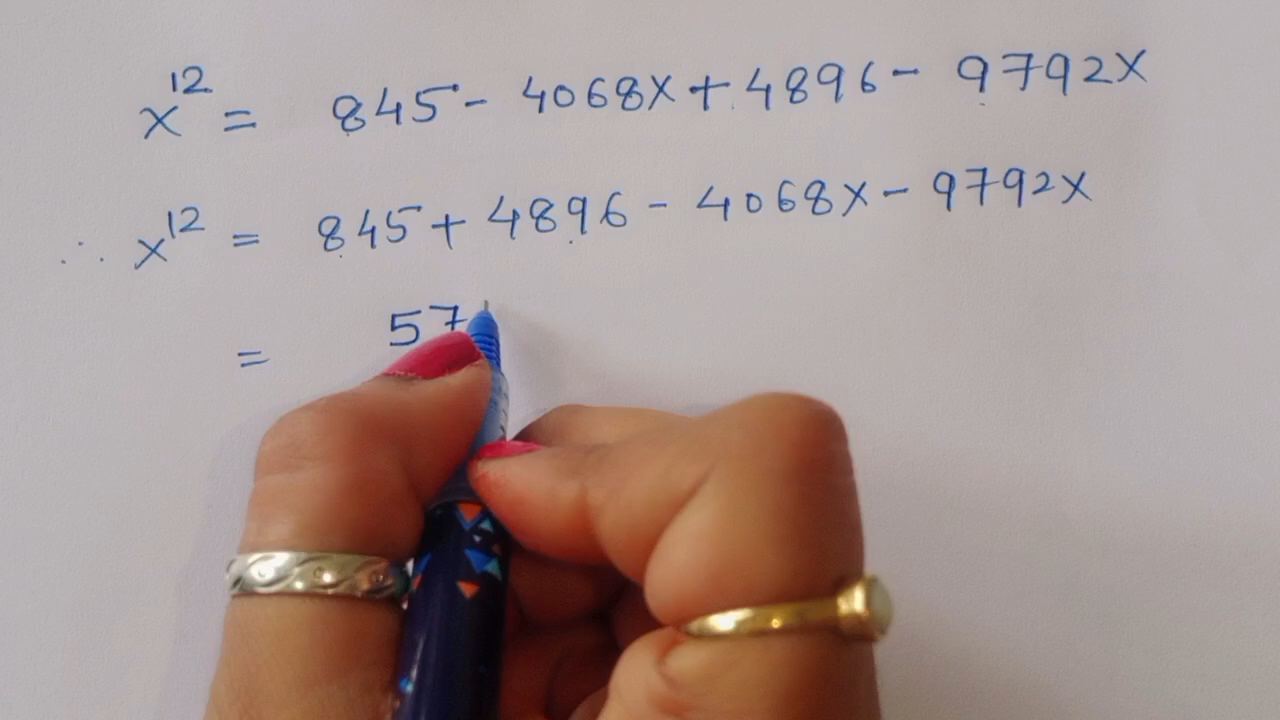 x¹² = 845 - 4068x + 4896 - 9792x
∴ x¹² = 845 + 4896 - 4068x - 9792x
= 57